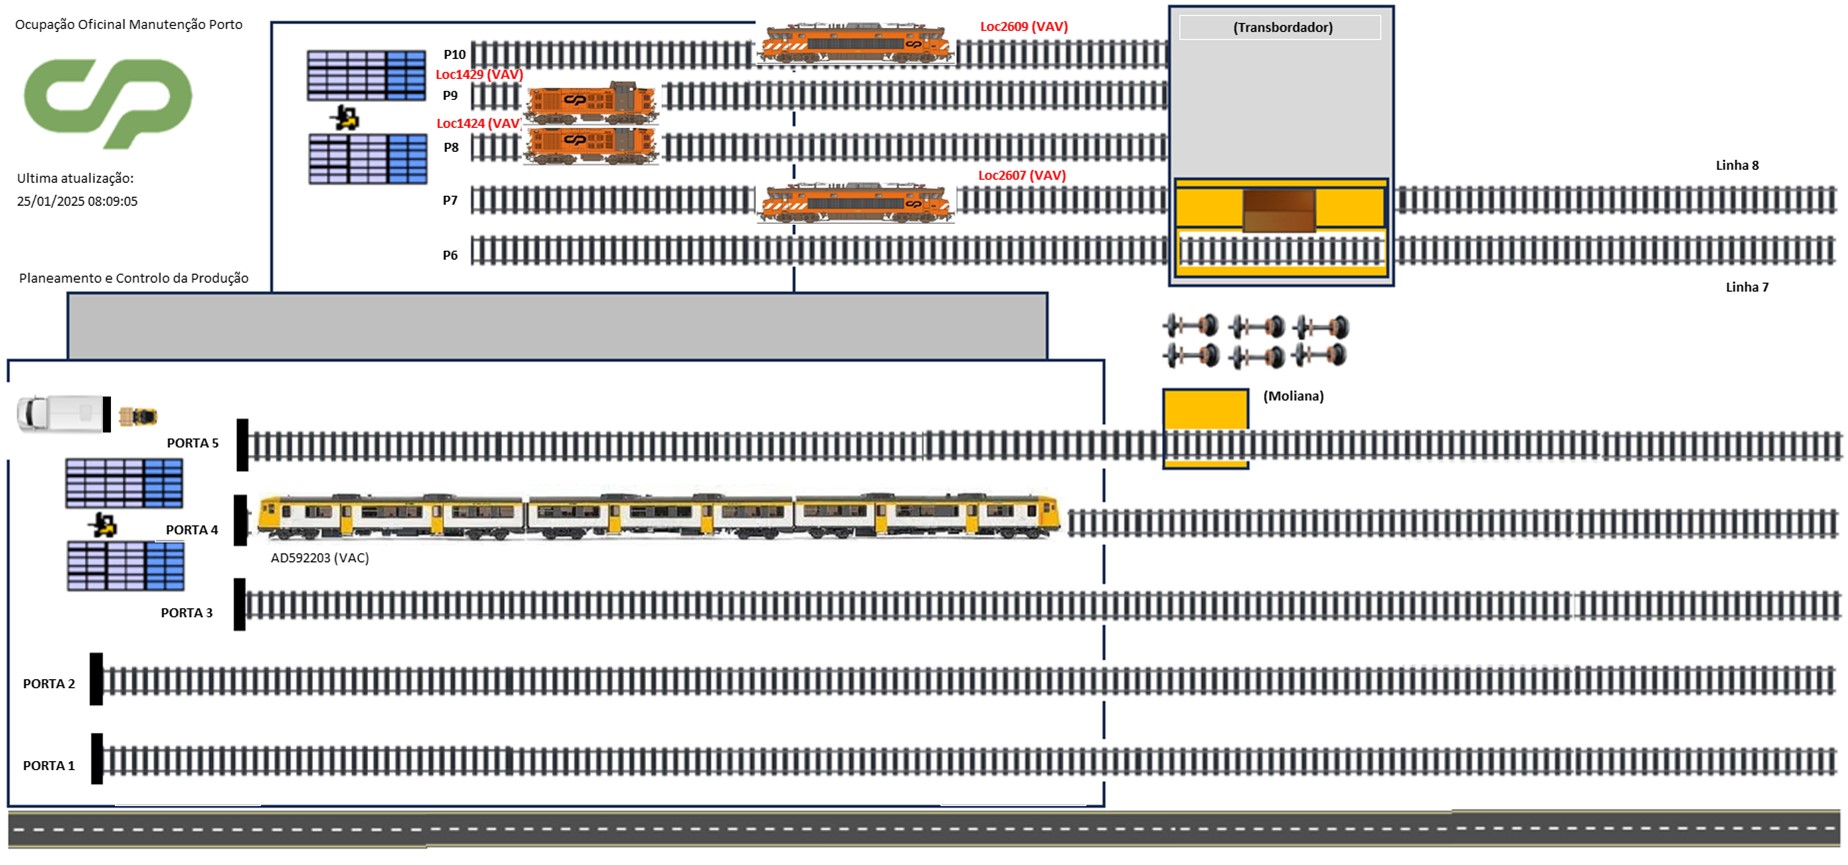 Ocupação Oficinal Manutenção Porto
Loc2609 (VAV)
(Transbordador)
P10
Loc1429 (VAV)
P9
Loc1424 (VAV)
P8
Ultima atualização:
25/01/2025 08:09:05
Loc2607 (VAV)
Linha 8
P7
P6
Planeamento e Controlo da Produção
Linha 7
(Moliana)
PORTA 5
PORTA 4
AD592203 (VAC)
PORTA 3
PORTA 2
PORTA 1